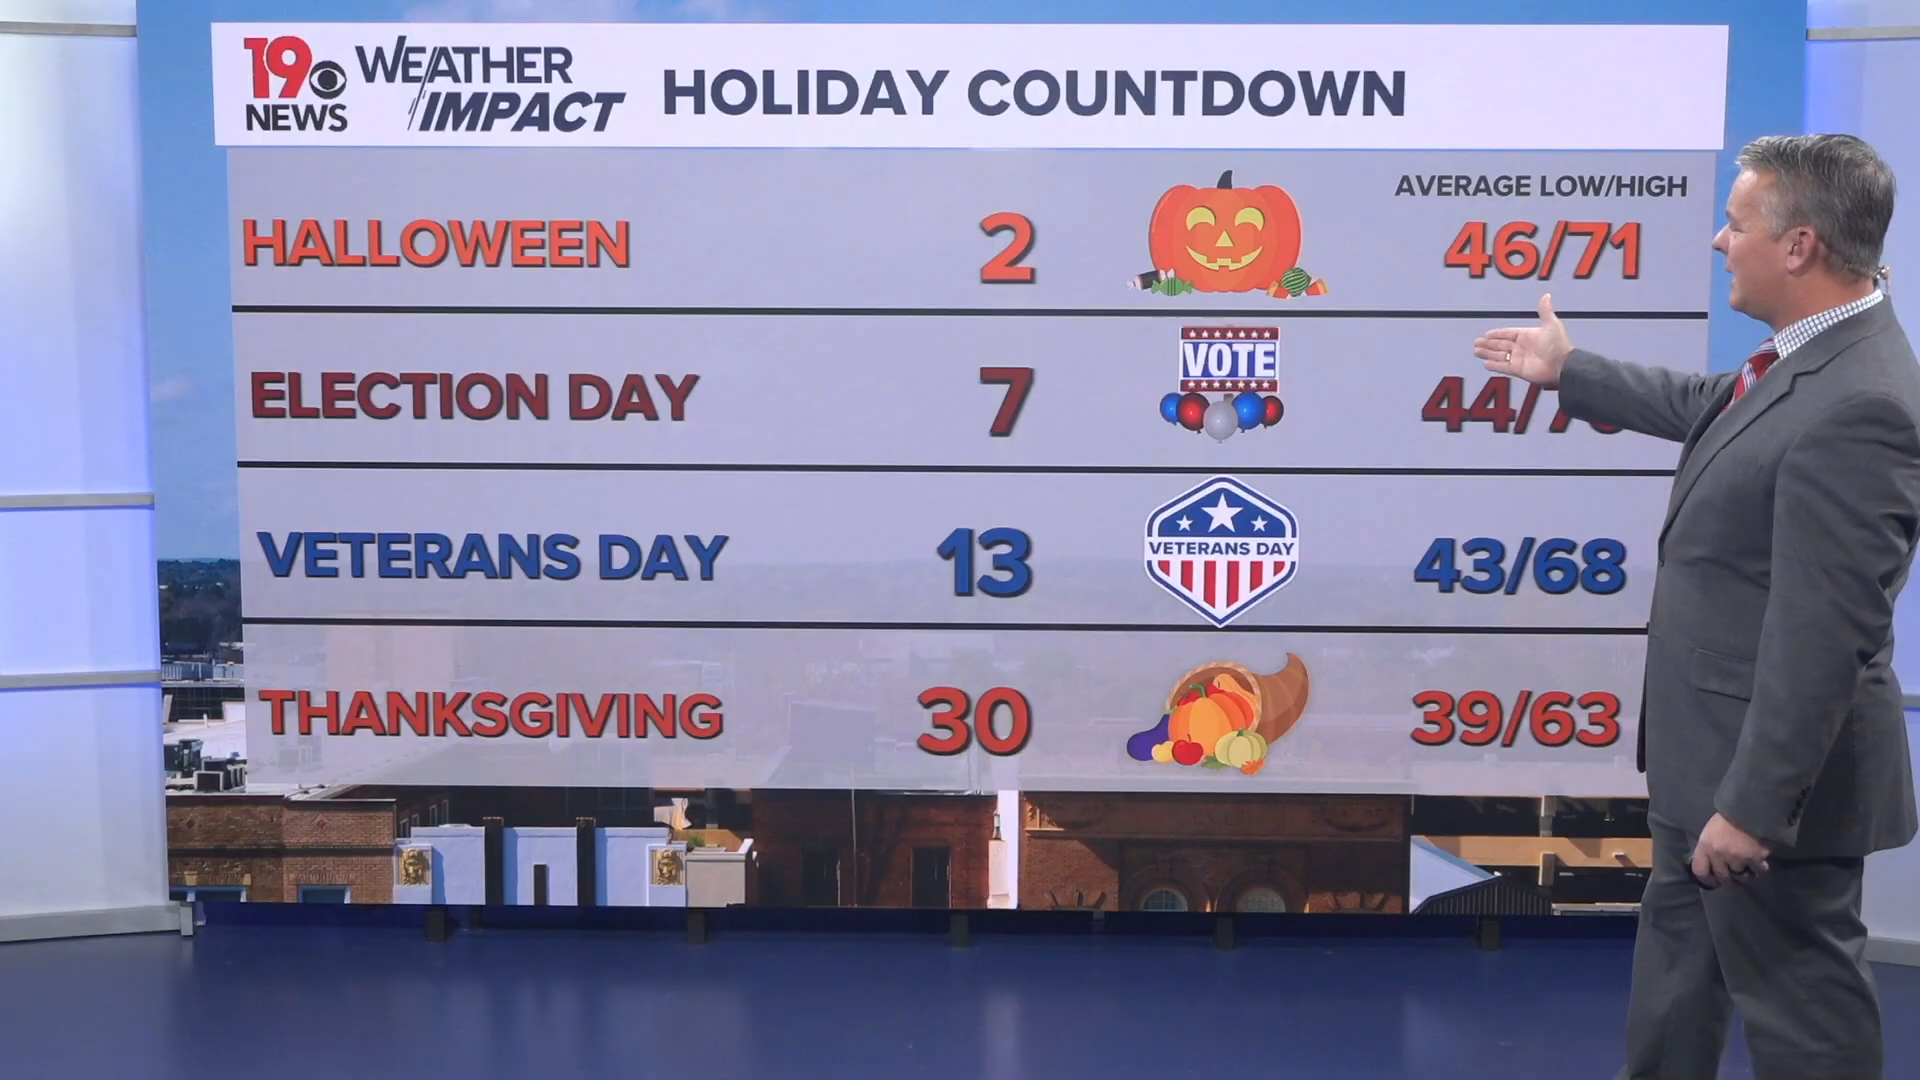 19 NEWS
WEATHER IMPACT
HOLIDAY COUNTDOWN
AVERAGE LOW/HIGH
HALLOWEEN 2 46/71
VOTE
ELECTION DAY 7 44/
VETERANS DAY
VETERANS DAY 13 43/68
THANKSGIVING 30 39/63